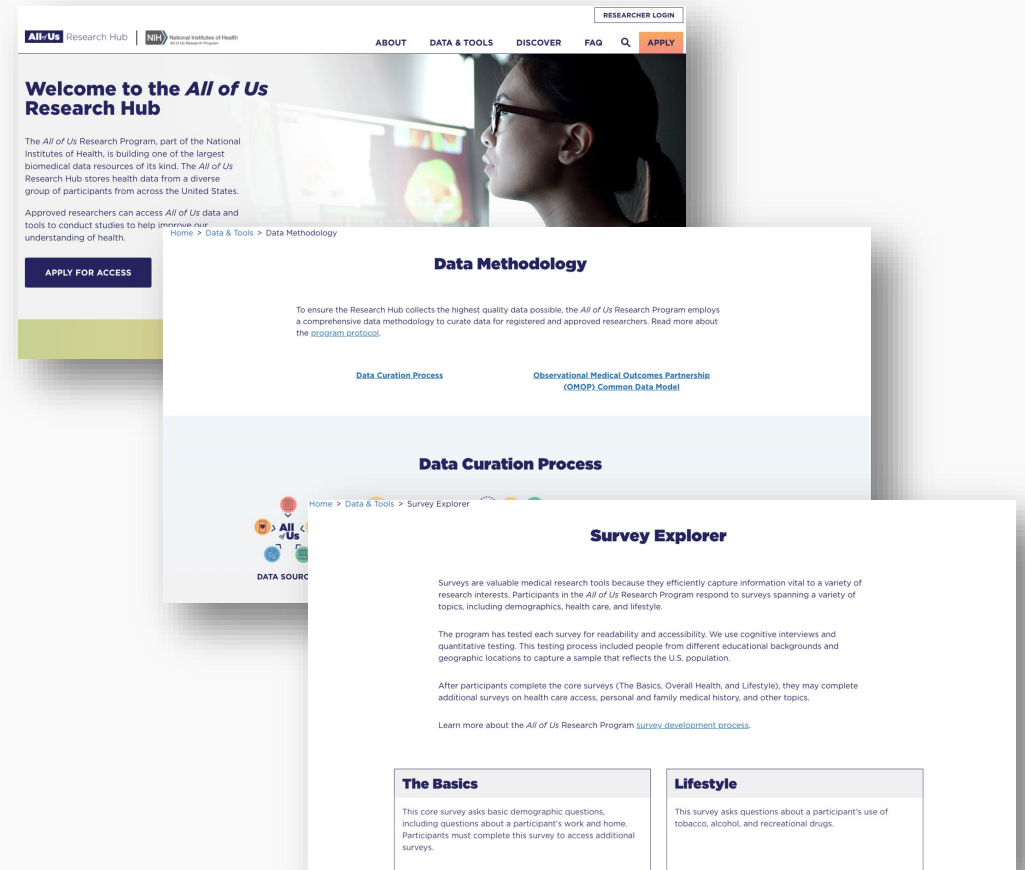 RESEARCHER LOGIN
All of Us Research Hub
NIH National Institutes of Health
All of Us Research Program
ABOUT DATA & TOOLS DISCOVER FAQ APPLY
Welcome to the All of Us
Research Hub
The All of Us Research Program, part of the National
Institutes of Health, is building one of the largest
biomedical data resources of its kind. The All of Us
Research Hub stores health data from a diverse
group of participants from across the United States.
Approved researchers can access All of Us data and
tools to conduct studies to help improve our
understanding of health.
APPLY FOR ACCESS
Home > Data & Tools > Data Methodology
Data Methodology
To ensure the Research Hub collects the highest quality data possible, the All of Us Research Program employs
a comprehensive data methodology to curate data for registered and approved researchers. Read more about
the program protocol.
Data Curation Process
Observational Medical Outcomes Partnership
(OMOP) Common Data Model
Data Curation Process
All of Us
DATA SOURC
Home > Data & Tools > Survey Explorer
Survey Explorer
Surveys are valuable medical research tools because they efficiently capture information vital to a variety of
research interests. Participants in the All of Us Research Program respond to surveys spanning a variety of
topics, including demographics, health care, and lifestyle.
The program has tested each survey for readability and accessibility. We use cognitive interviews and
quantitative testing. This testing process included people from different educational backgrounds and
geographic locations to capture a sample that reflects the U.S. population.
After participants complete the core surveys (The Basics, Overall Health, and Lifestyle), they may complete
additional surveys on health care access, personal and family medical history, and other topics.
Learn more about the All of Us Research Program survey development process.
The Basics
This core survey asks basic demographic questions,
including questions about a participant's work and home.
Participants must complete this survey to access additional
surveys.
Lifestyle
This survey asks questions about a participant's use of
tobacco, alcohol, and recreational drugs.